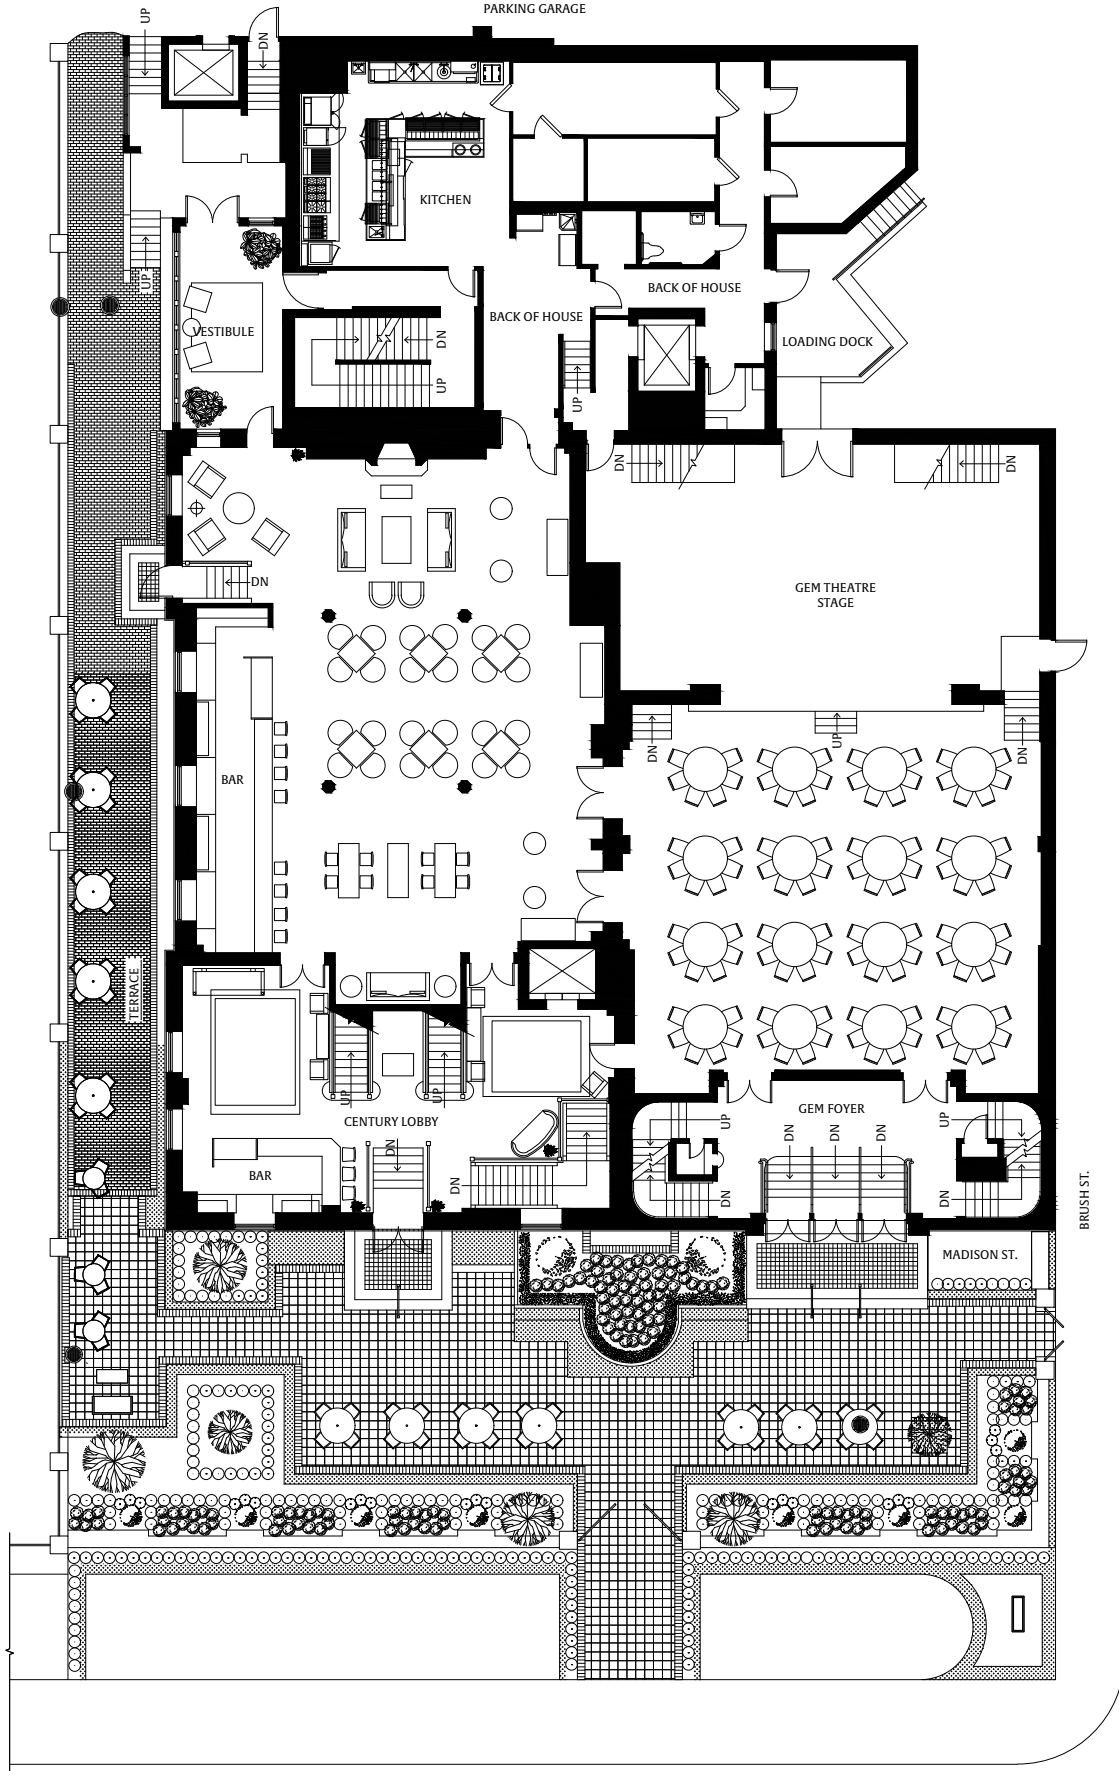 PARKING GARAGE
UP
DN
KITCHEN
UP
BACK OF HOUSE
BACK OF HOUSE
VESTIBULE
DN
LOADING DOCK
UP
UP
DN
DN
DN
GEM THEATRE
STAGE
UP
DN
DN
BAR
TERRACE
UP
UP
CENTURY LOBBY
GEM FOYER
UP
UP
DN
DN
DN
DN
BAR
DN
DN
DN
BRUSH ST.
MADISON ST.